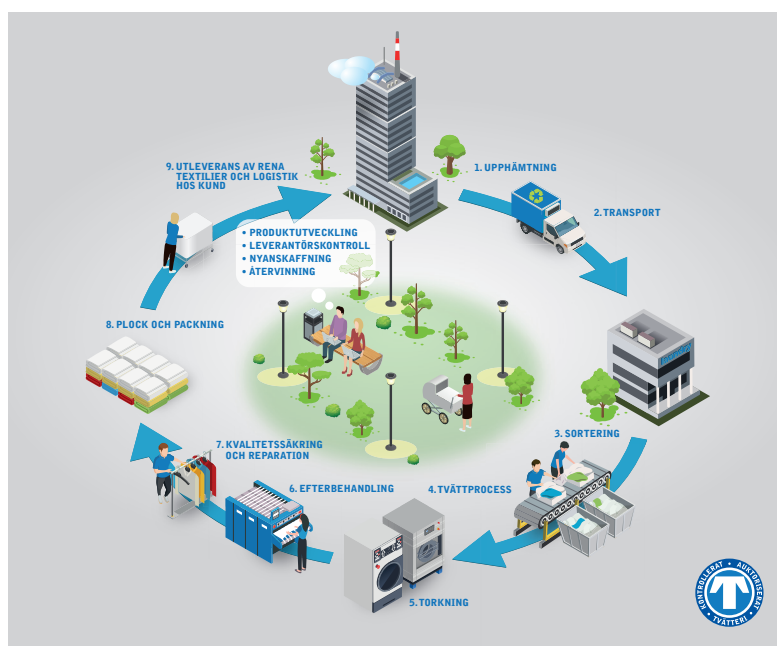 9. UTLEVERANS AV RENA
TEXTILIER OCH LOGISTIK
HOS KUND
1. UPPHÄMTNING
2. TRANSPORT
• PRODUKTUTVECKLING
• LEVERANTÖRSKONTROLL
• NYANSKAFFNING
• ÅTERVINNING
8. PLOCK OCH PACKNING
3. SORTERING
7. KVALITETSSÄKRING
OCH REPARATION
6. EFTERBEHANDLING
4. TVÄTTPROCESS
5. TORKNING
KONTROLLERAT • AUKTORISERAT • TVÄTTERI •